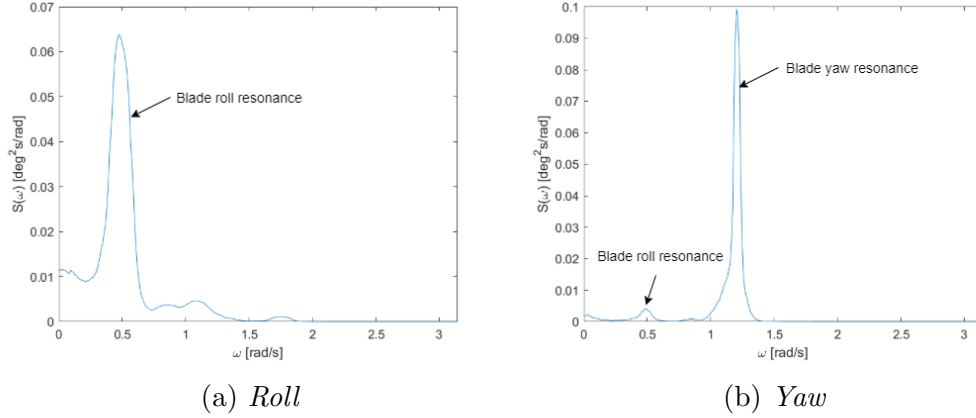 0.07
0.06
0.05
0.04
0.03
0.02
0.01
0
S(ω) [deg²s/rad]
Blade roll resonance
0 0.5 1 1.5 2 2.5 3
ω [rad/s]
(a) Roll
0.1
0.09
0.08
0.07
0.06
0.05
0.04
0.03
0.02
0.01
0
S(ω) [deg²s/rad]
Blade yaw resonance
Blade roll resonance
0 0.5 1 1.5 2 2.5 3
ω [rad/s]
(b) Yaw